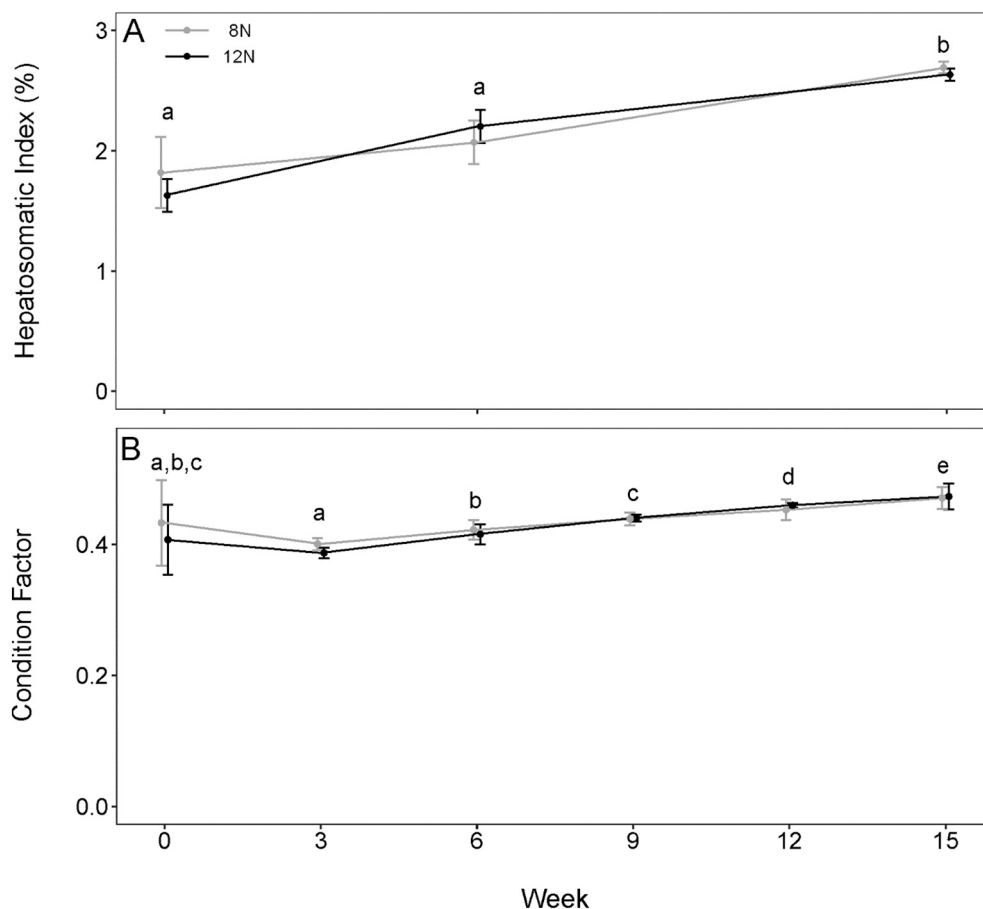 A
8N
12N
Hepatosomatic Index (%)
3
2
1
0
a
a
b
B
Condition Factor
0.4
0.2
0.0
a,b,c
a
b
c
d
e
0 3 6 9 12 15
Week